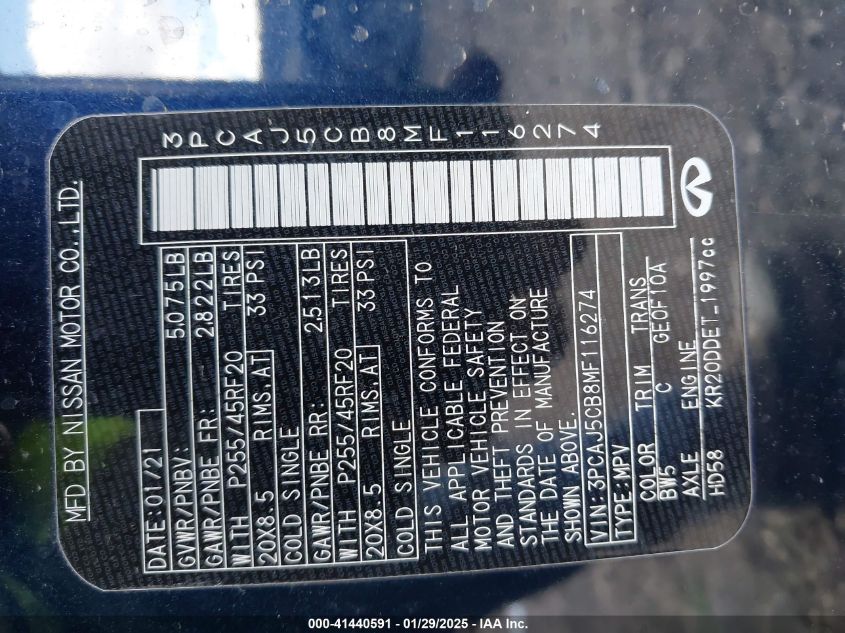 MFD BY NISSAN MOTOR CO.,LTD.
3PCAJ5CB8MF116274
DATE:01/21
GVWR/PNBV: 5075LB
GAWR/PNBE FR: 2822LB
WITH P255/45RF20 TIRES
20X8.5 RIMS.AT 33 PSI
COLD SINGLE
GAWR/PNBE RR: 2513LB
WITH P255/45RF20 TIRES
20X8.5 RIMS.AT 33 PSI
COLD SINGLE
THIS VEHICLE CONFORMS TO
ALL APPLICABLE FEDERAL
MOTOR VEHICLE SAFETY
AND THEFT PREVENTION
STANDARDS IN EFFECT ON
THE DATE OF MANUFACTURE
SHOWN ABOVE.
VIN:3PCAJ5CB8MF116274
TYPE:MPV
COLOR TRIM TRANS
BW5 C GE0F10A
AXLE ENGINE
HD58 KR20DDET_1997cc
000-41440591 - 01/29/2025 - IAA Inc.